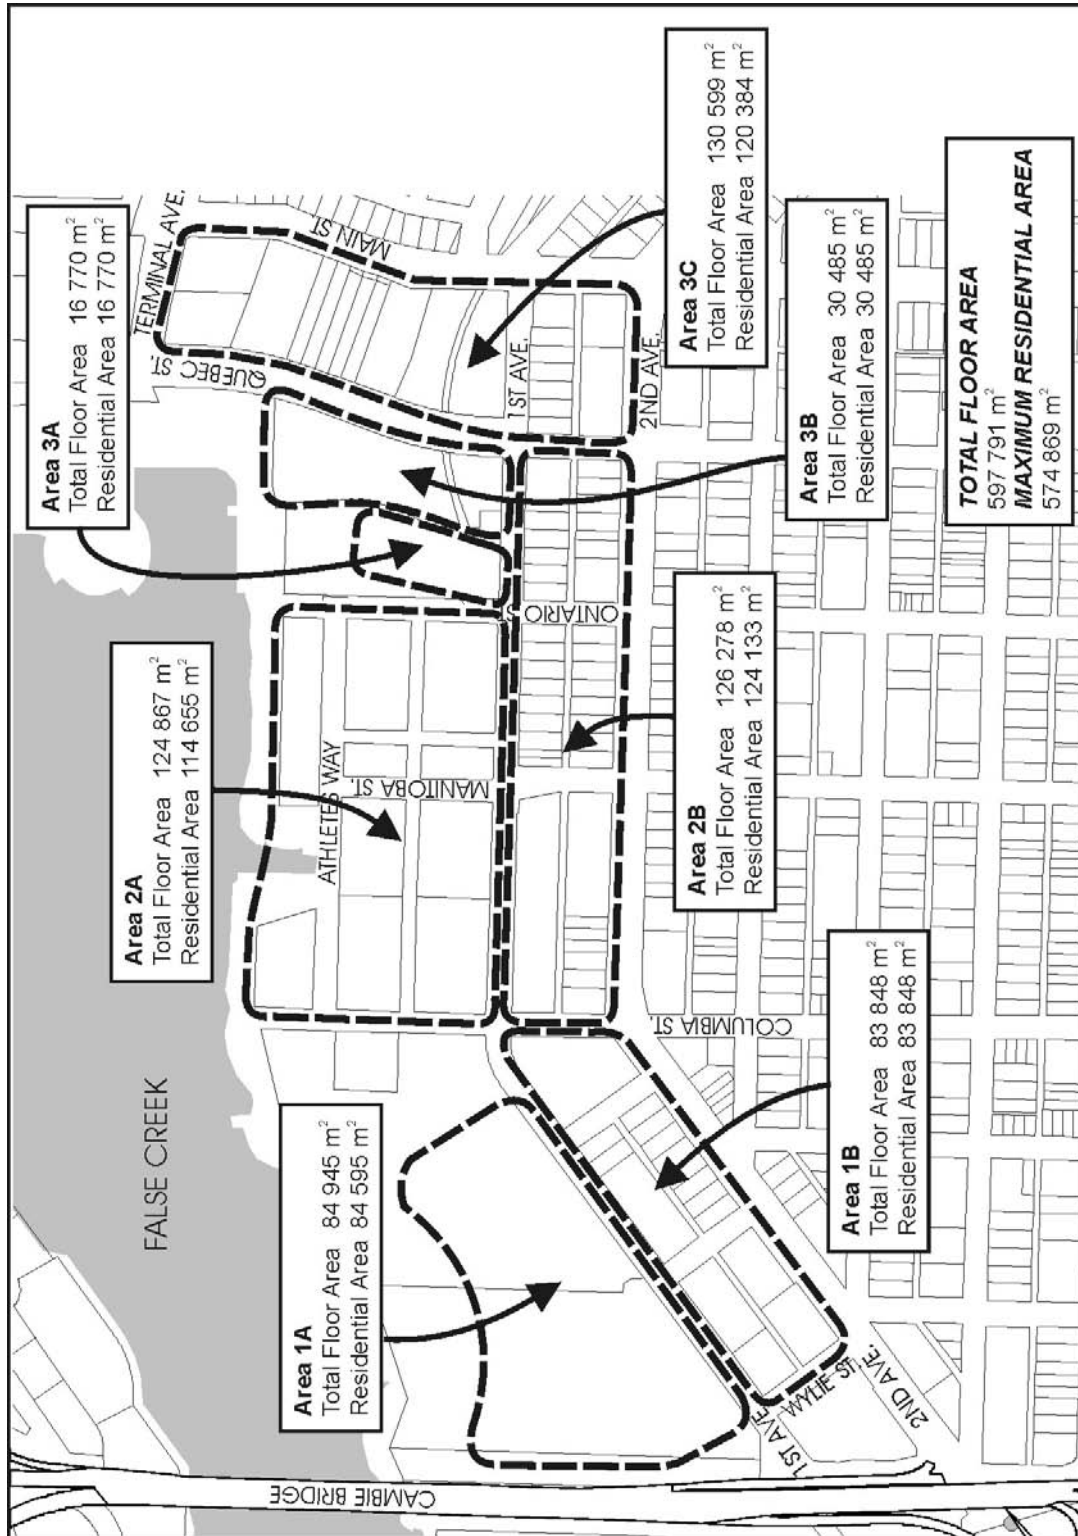 FALSE CREEK
CAMBIE BRIDGE
Area 1A
Total Floor Area 84 945 m²
Residential Area 84 595 m²
Area 2A
Total Floor Area 124 867 m²
Residential Area 114 655 m²
Area 3A
Total Floor Area 16 770 m²
Residential Area 16 770 m²
TERMINAL AVE.
QUEBEC ST.
MAIN ST.
ATHLETES WAY
MANITOBA ST.
ONTARIO ST.
1ST AVE.
2ND AVE.
COLUMBIA ST.
1ST AVE.
WYLIE ST.
2ND AVE.
Area 1B
Total Floor Area 83 848 m²
Residential Area 83 848 m²
Area 2B
Total Floor Area 126 278 m²
Residential Area 124 133 m²
Area 3B
Total Floor Area 30 485 m²
Residential Area 30 485 m²
Area 3C
Total Floor Area 130 599 m²
Residential Area 120 384 m²
TOTAL FLOOR AREA
597 791 m²
MAXIMUM RESIDENTIAL AREA
574 869 m²